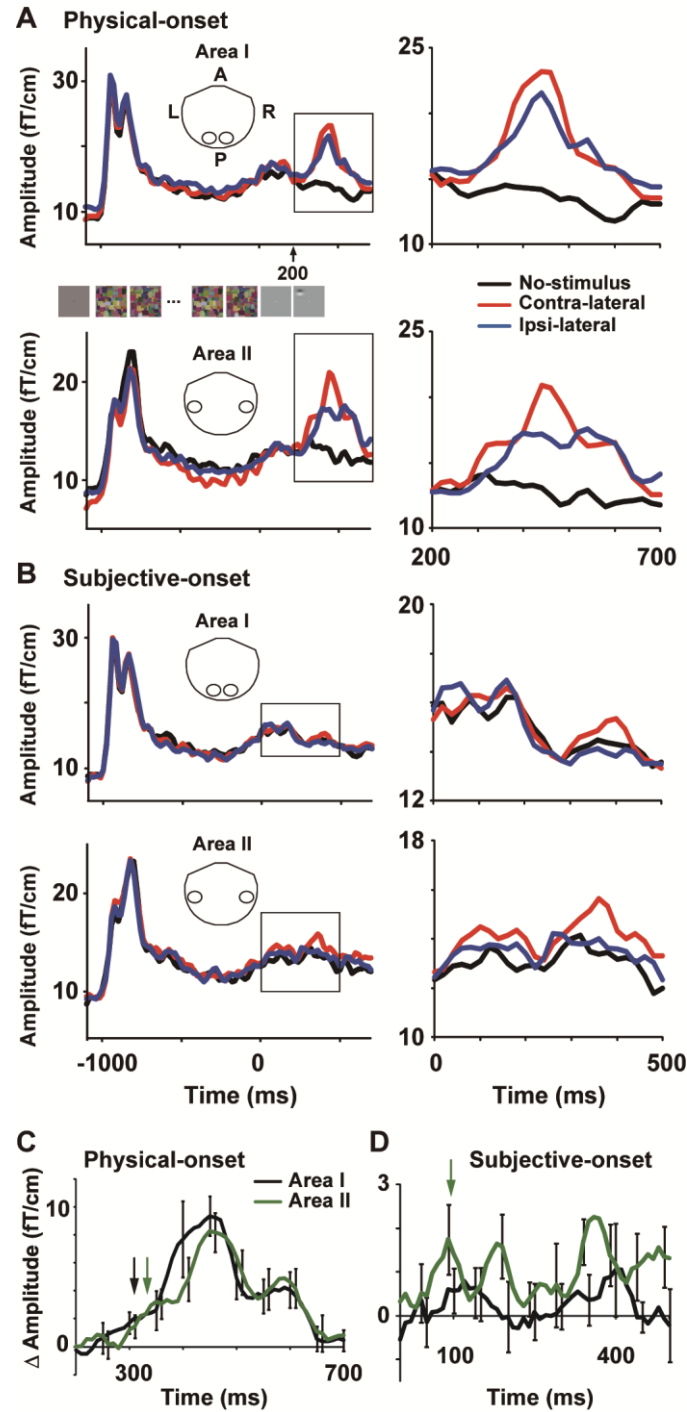 A Physical-onset
Area I
A
L
R
P
Amplitude (fT/cm)
30
10
25
10
200
...
No-stimulus
Contra-lateral
Ipsi-lateral
Area II
Amplitude (fT/cm)
20
10
25
10
200
700
B Subjective-onset
Area I
Amplitude (fT/cm)
30
10
20
12
Area II
Amplitude (fT/cm)
20
10
18
10
-1000
0
0
500
Time (ms)
Time (ms)
C Physical-onset
Area I
Area II
Δ Amplitude (fT/cm)
10
0
300
700
Time (ms)
D Subjective-onset
3
0
100
400
Time (ms)